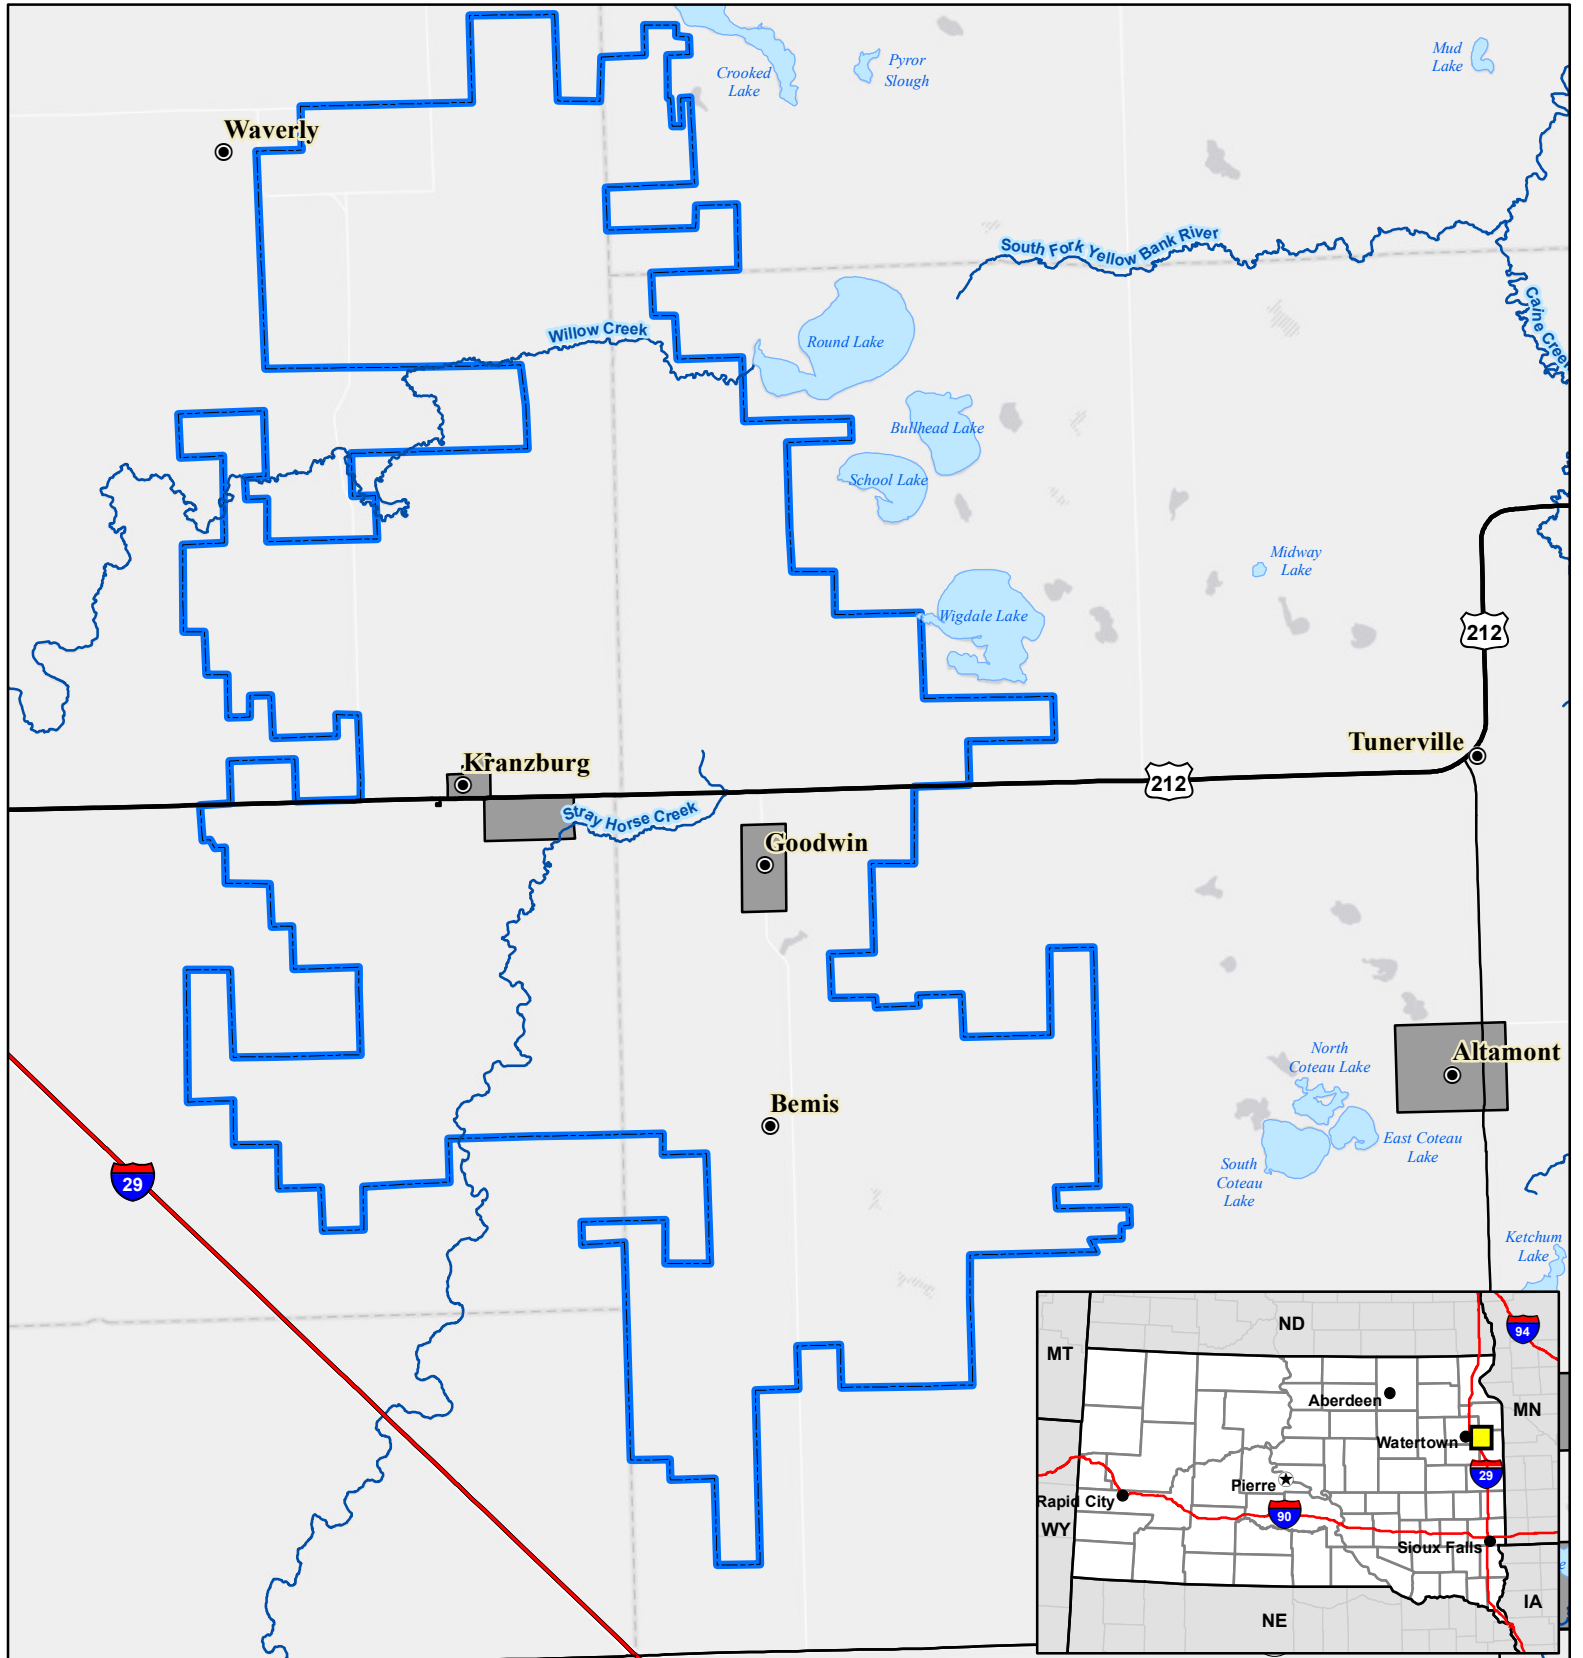 Crooked
Lake
Pyror
Slough
Mud
Lake
Waverly
South Fork Yellow Bank River
Caine Creek
Willow Creek
Round Lake
Bullhead Lake
School Lake
Midway
Lake
Wigdale Lake
212
Tunerville
Kranzburg
212
Stray Horse Creek
Goodwin
North
Coteau Lake
Altamont
Bemis
East Coteau
Lake
South
Coteau
Lake
29
Ketchum
Lake
ND
94
MT
Aberdeen
MN
Watertown
29
Pierre
Rapid City
90
WY
Sioux Falls
IA
NE